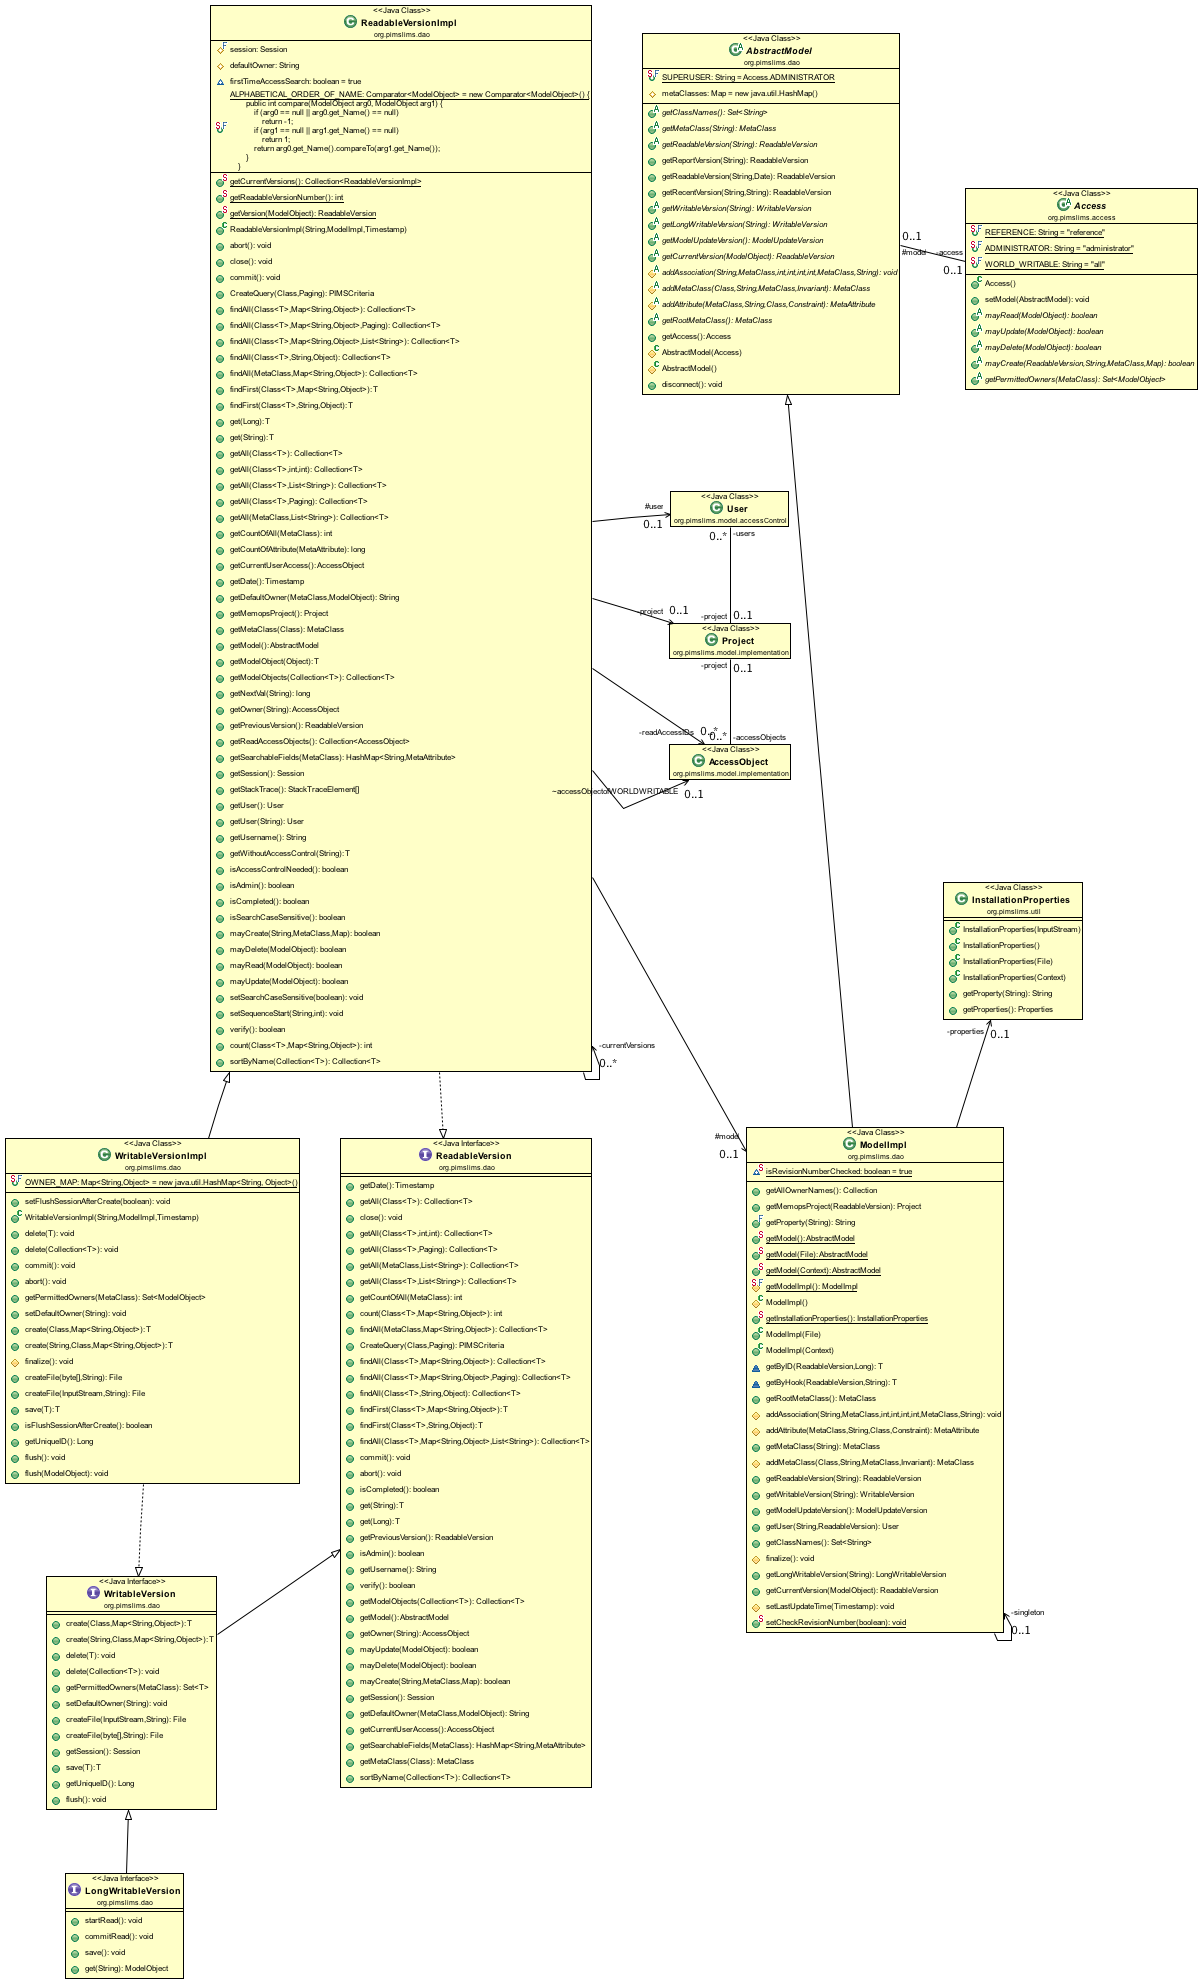 <<Java Class>>
ReadableVersionImpl
org.pimslims.dao
session: Session
defaultOwner: String
firstTimeAccessSearch: boolean = true
ALPHABETICAL_ORDER_OF_NAME: Comparator<ModelObject> = new Comparator<ModelObject>() {
public int compare(ModelObject arg0, ModelObject arg1) {
if (arg0 == null || arg0.get_Name() == null)
return -1;
if (arg1 == null || arg1.get_Name() == null)
return 1;
return arg0.get_Name().compareTo(arg1.get_Name());
}
}
getCurrentVersions(): Collection<ReadableVersionImpl>
getReadableVersionNumber(): int
getVersion(ModelObject): ReadableVersion
ReadableVersionImpl(String,ModelImpl,Timestamp)
abort(): void
close(): void
commit(): void
CreateQuery(Class,Paging): PIMSCriteria
findAll(Class<T>,Map<String,Object>): Collection<T>
findAll(Class<T>,Map<String,Object>,Paging): Collection<T>
findAll(Class<T>,Map<String,Object>,List<String>): Collection<T>
findAll(Class<T>,String,Object): Collection<T>
findAll(MetaClass,Map<String,Object>): Collection<T>
findFirst(Class<T>,Map<String,Object>): T
findFirst(Class<T>,String,Object): T
get(Long): T
get(String): T
getAll(Class<T>): Collection<T>
getAll(Class<T>,int,int): Collection<T>
getAll(Class<T>,List<String>): Collection<T>
getAll(Class<T>,Paging): Collection<T>
getAll(MetaClass,List<String>): Collection<T>
getCountOfAll(MetaClass): int
getCountOfAttribute(MetaAttribute): long
getCurrentUserAccess(): AccessObject
getDate(): Timestamp
getDefaultOwner(MetaClass,ModelObject): String
getMemopsProject(): Project
getMetaClass(Class): MetaClass
getModel(): AbstractModel
getModelObject(Object): T
getModelObjects(Collection<T>): Collection<T>
getNextVal(String): long
getOwner(String): AccessObject
getPreviousVersion(): ReadableVersion
getReadAccessObjects(): Collection<AccessObject>
getSearchableFields(MetaClass): HashMap<String,MetaAttribute>
getSession(): Session
getStackTrace(): StackTraceElement[]
getUser(): User
getUser(String): User
getUsername(): String
getWithoutAccessControl(String): T
isAccessControlNeeded(): boolean
isAdmin(): boolean
isCompleted(): boolean
isSearchCaseSensitive(): boolean
mayCreate(String,MetaClass,Map): boolean
mayDelete(ModelObject): boolean
mayRead(ModelObject): boolean
mayUpdate(ModelObject): boolean
setSearchCaseSensitive(boolean): void
setSequenceStart(String,int): void
verify(): boolean
count(Class<T>,Map<String,Object>): int
sortByName(Collection<T>): Collection<T>
<<Java Class>>
AbstractModel
org.pimslims.dao
SUPERUSER: String = Access.ADMINISTRATOR
metaClasses: Map = new java.util.HashMap()
getClassNames(): Set<String>
getMetaClass(String): MetaClass
getReadableVersion(String): ReadableVersion
getReportVersion(String): ReadableVersion
getReadableVersion(String,Date): ReadableVersion
getRecentVersion(String,String): ReadableVersion
getWritableVersion(String): WritableVersion
getLongWritableVersion(String): WritableVersion
getModelUpdateVersion(): ModelUpdateVersion
getCurrentVersion(ModelObject): ReadableVersion
addAssociation(String,MetaClass,int,int,int,int,MetaClass,String): void
addMetaClass(Class,String,MetaClass,Invariant): MetaClass
addAttribute(MetaClass,String,Class,Constraint): MetaAttribute
getRootMetaClass(): MetaClass
getAccess(): Access
AbstractModel(Access)
AbstractModel()
disconnect(): void
0..1
#model
-access
0..1
<<Java Class>>
Access
org.pimslims.access
REFERENCE: String = "reference"
ADMINISTRATOR: String = "administrator"
WORLD_WRITABLE: String = "all"
Access()
setModel(AbstractModel): void
mayRead(ModelObject): boolean
mayUpdate(ModelObject): boolean
mayDelete(ModelObject): boolean
mayCreate(ReadableVersion,String,MetaClass,Map): boolean
getPermittedOwners(MetaClass): Set<ModelObject>
#user
0..1
<<Java Class>>
User
org.pimslims.model.accessControl
0..*
-users
-project
0..1
-project
0..1
<<Java Class>>
Project
org.pimslims.model.implementation
-project
0..1
-readAccessIDs
0..*
0..*
-accessObjects
<<Java Class>>
AccessObject
org.pimslims.model.implementation
~accessObjectofWORLDWRITABLE
0..1
<<Java Class>>
InstallationProperties
org.pimslims.util
InstallationProperties(InputStream)
InstallationProperties()
InstallationProperties(File)
InstallationProperties(Context)
getProperty(String): String
getProperties(): Properties
-properties
0..1
-currentVersions
0..*
#model
0..1
<<Java Class>>
WritableVersionImpl
org.pimslims.dao
OWNER_MAP: Map<String,Object> = new java.util.HashMap<String, Object>()
setFlushSessionAfterCreate(boolean): void
WritableVersionImpl(String,ModelImpl,Timestamp)
delete(T): void
delete(Collection<T>): void
commit(): void
abort(): void
getPermittedOwners(MetaClass): Set<ModelObject>
setDefaultOwner(String): void
create(Class,Map<String,Object>): T
create(String,Class,Map<String,Object>): T
finalize(): void
createFile(byte[],String): File
createFile(InputStream,String): File
save(T): T
isFlushSessionAfterCreate(): boolean
getUniqueID(): Long
flush(): void
flush(ModelObject): void
<<Java Interface>>
ReadableVersion
org.pimslims.dao
getDate(): Timestamp
getAll(Class<T>): Collection<T>
close(): void
getAll(Class<T>,int,int): Collection<T>
getAll(Class<T>,Paging): Collection<T>
getAll(MetaClass,List<String>): Collection<T>
getAll(Class<T>,List<String>): Collection<T>
getCountOfAll(MetaClass): int
count(Class<T>,Map<String,Object>): int
findAll(MetaClass,Map<String,Object>): Collection<T>
CreateQuery(Class,Paging): PIMSCriteria
findAll(Class<T>,Map<String,Object>): Collection<T>
findAll(Class<T>,Map<String,Object>,Paging): Collection<T>
findAll(Class<T>,String,Object): Collection<T>
findFirst(Class<T>,Map<String,Object>): T
findFirst(Class<T>,String,Object): T
findAll(Class<T>,Map<String,Object>,List<String>): Collection<T>
commit(): void
abort(): void
isCompleted(): boolean
get(String): T
get(Long): T
getPreviousVersion(): ReadableVersion
isAdmin(): boolean
getUsername(): String
verify(): boolean
getModelObjects(Collection<T>): Collection<T>
getModel(): AbstractModel
getOwner(String): AccessObject
mayUpdate(ModelObject): boolean
mayDelete(ModelObject): boolean
mayCreate(String,MetaClass,Map): boolean
getSession(): Session
getDefaultOwner(MetaClass,ModelObject): String
getCurrentUserAccess(): AccessObject
getSearchableFields(MetaClass): HashMap<String,MetaAttribute>
getMetaClass(Class): MetaClass
sortByName(Collection<T>): Collection<T>
<<Java Class>>
ModelImpl
org.pimslims.dao
isRevisionNumberChecked: boolean = true
getAllOwnerNames(): Collection
getMemopsProject(ReadableVersion): Project
getProperty(String): String
getModel(): AbstractModel
getModel(File): AbstractModel
getModel(Context): AbstractModel
getModelImpl(): ModelImpl
ModelImpl()
getInstallationProperties(): InstallationProperties
ModelImpl(File)
ModelImpl(Context)
getByID(ReadableVersion,Long): T
getByHook(ReadableVersion,String): T
getRootMetaClass(): MetaClass
addAssociation(String,MetaClass,int,int,int,int,MetaClass,String): void
addAttribute(MetaClass,String,Class,Constraint): MetaAttribute
getMetaClass(String): MetaClass
addMetaClass(Class,String,MetaClass,Invariant): MetaClass
getReadableVersion(String): ReadableVersion
getWritableVersion(String): WritableVersion
getModelUpdateVersion(): ModelUpdateVersion
getUser(String,ReadableVersion): User
getClassNames(): Set<String>
finalize(): void
getLongWritableVersion(String): LongWritableVersion
getCurrentVersion(ModelObject): ReadableVersion
setLastUpdateTime(Timestamp): void
setCheckRevisionNumber(boolean): void
-singleton
0..1
<<Java Interface>>
WritableVersion
org.pimslims.dao
create(Class,Map<String,Object>): T
create(String,Class,Map<String,Object>): T
delete(T): void
delete(Collection<T>): void
getPermittedOwners(MetaClass): Set<T>
setDefaultOwner(String): void
createFile(InputStream,String): File
createFile(byte[],String): File
getSession(): Session
save(T): T
getUniqueID(): Long
flush(): void
<<Java Interface>>
LongWritableVersion
org.pimslims.dao
startRead(): void
commitRead(): void
save(): void
get(String): ModelObject